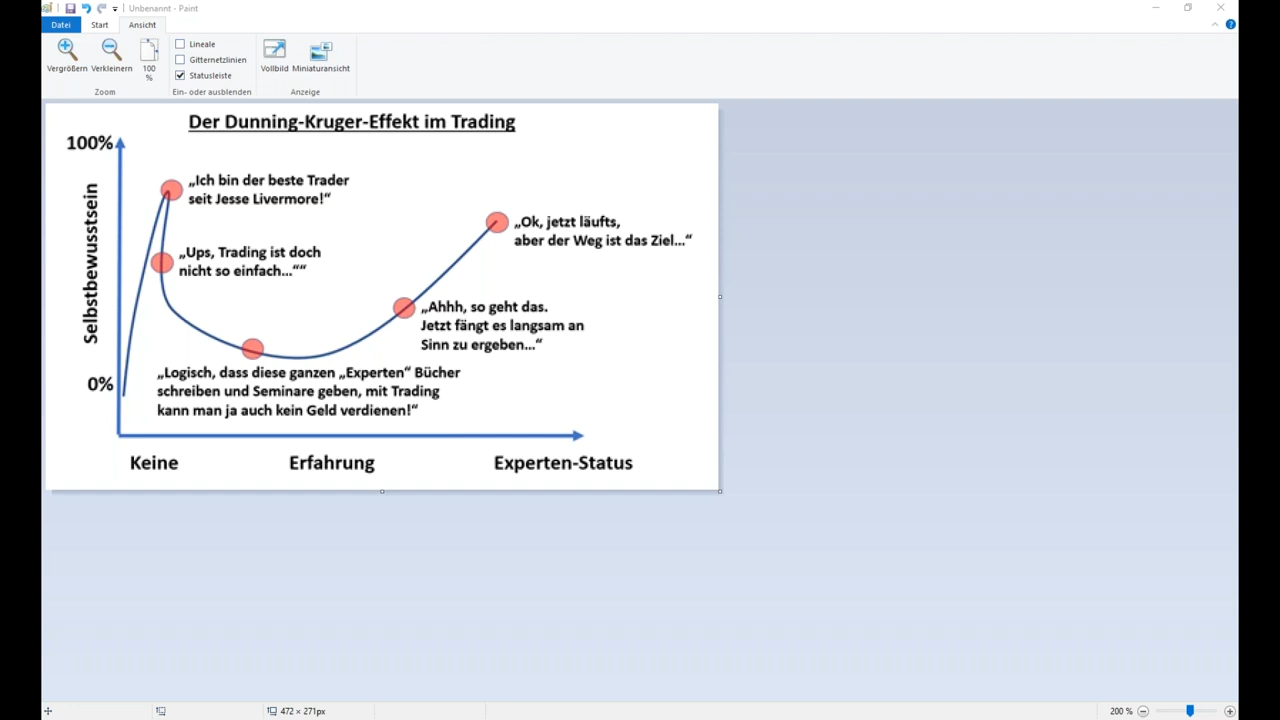 Unbenannt - Paint
Datei Start Ansicht
Vergrößern Verkleinern 100 %
Lineale
Gitternetzlinien
Statusleiste
Vollbild Miniaturansicht
Zoom Ein- oder ausblenden Anzeige
Der Dunning-Kruger-Effekt im Trading
100%
Selbstbewusstsein
0%
„Ich bin der beste Trader
seit Jesse Livermore!“
„Ups, Trading ist doch
nicht so einfach...““
„Ok, jetzt läufts,
aber der Weg ist das Ziel...“
„Ahhh, so geht das.
Jetzt fängt es langsam an
Sinn zu ergeben...“
„Logisch, dass diese ganzen „Experten“ Bücher
schreiben und Seminare geben, mit Trading
kann man ja auch kein Geld verdienen!“
Keine Erfahrung Experten-Status
472 × 271px
200 %